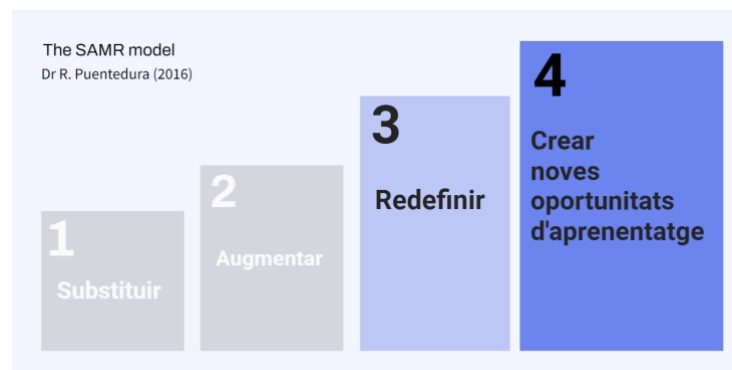 The SAMR model
Dr R. Puentedura (2016)
1
Substituir
2
Augmentar
3
Redefinir
4
Crear
noves
oportunitats
d'aprenentatge